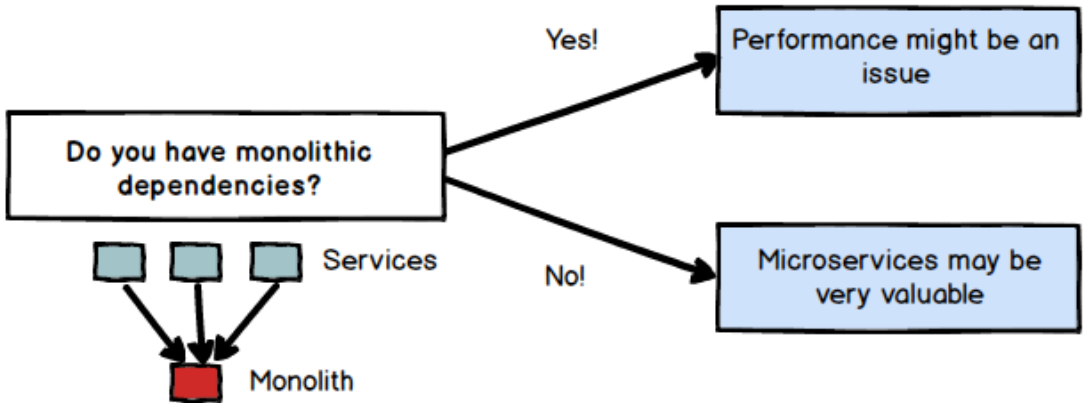 Yes!
Performance might be an
issue
Do you have monolithic
dependencies?
Services
No!
Microservices may be
very valuable
Monolith